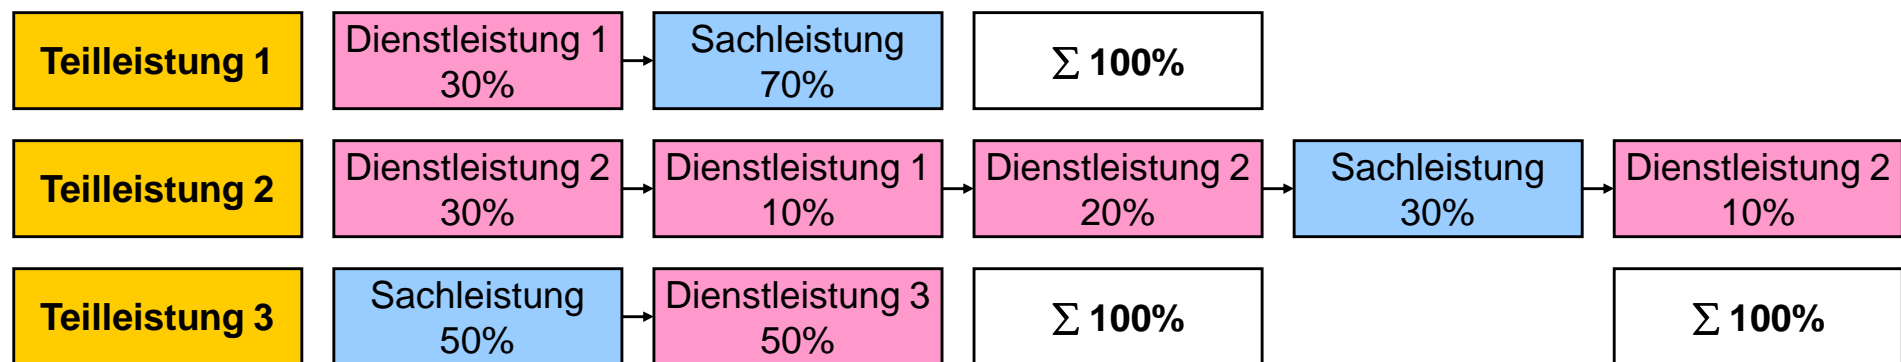 Teilleistung 1
Dienstleistung 1
30%
Sachleistung
70%
∑ 100%
Teilleistung 2
Dienstleistung 2
30%
Dienstleistung 1
10%
Dienstleistung 2
20%
Sachleistung
30%
Dienstleistung 2
10%
Teilleistung 3
Sachleistung
50%
Dienstleistung 3
50%
∑ 100%
∑ 100%